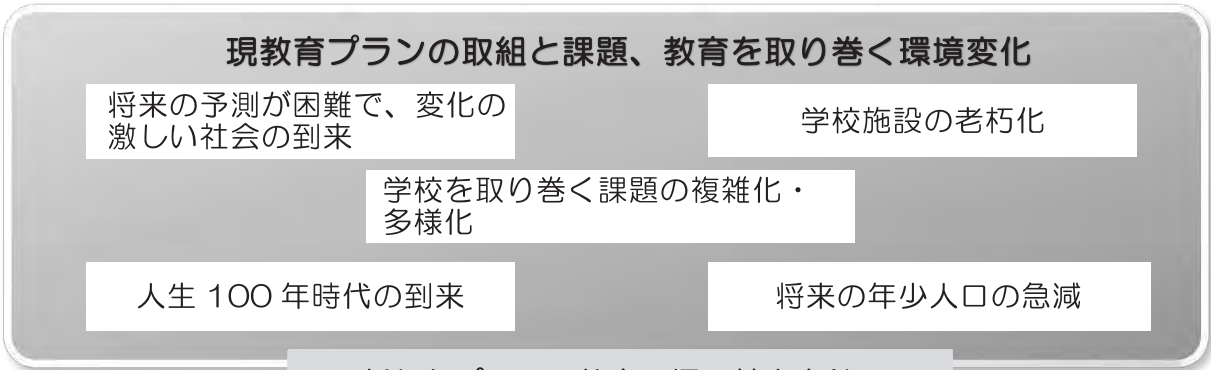 現教育プランの取組と課題、教育を取り巻く環境変化
将来の予測が困難で、変化の
激しい社会の到来
学校施設の老朽化
学校を取り巻く課題の複雑化・
多様化
人生 100 年時代の到来
将来の年少人口の急減